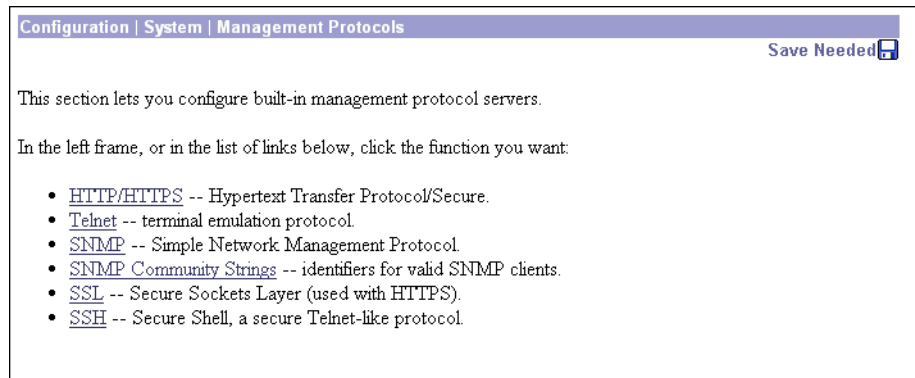 Configuration | System | Management Protocols
Save Needed
This section lets you configure built-in management protocol servers.
In the left frame, or in the list of links below, click the function you want:
• HTTP/HTTPS -- Hypertext Transfer Protocol/Secure.
• Telnet -- terminal emulation protocol.
• SNMP -- Simple Network Management Protocol.
• SNMP Community Strings -- identifiers for valid SNMP clients.
• SSL -- Secure Sockets Layer (used with HTTPS).
• SSH -- Secure Shell, a secure Telnet-like protocol.